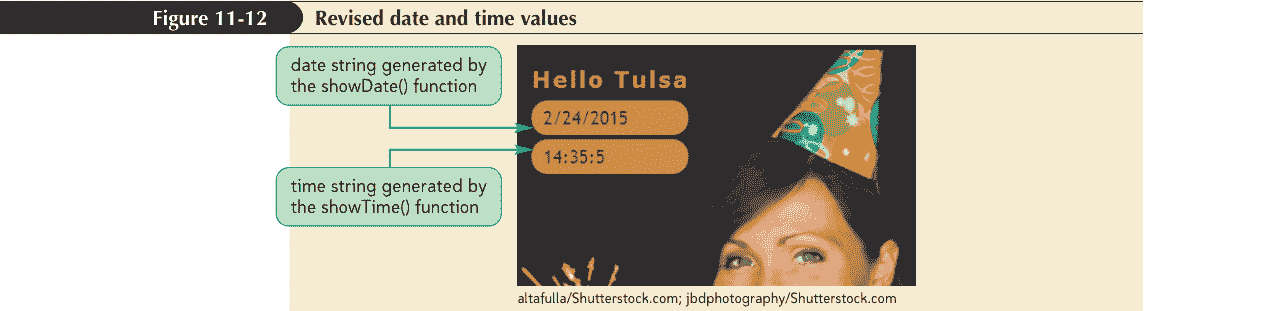 Figure 11-12 Revised date and time values
date string generated by
the showDate() function
Hello Tulsa
2/24/2015
14:35:5
time string generated by
the showTime() function
altafulla/Shutterstock.com; jbdphotography/Shutterstock.com